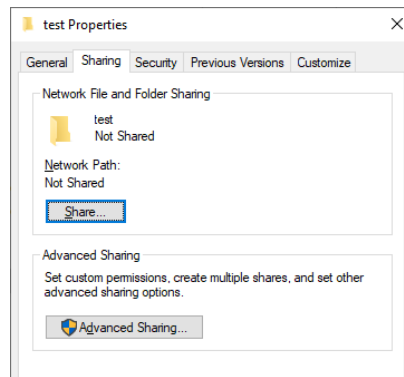 test Properties
General Sharing Security Previous Versions Customize
Network File and Folder Sharing
test
Not Shared
Network Path:
Not Shared
Share...
Advanced Sharing
Set custom permissions, create multiple shares, and set other
advanced sharing options.
Advanced Sharing...